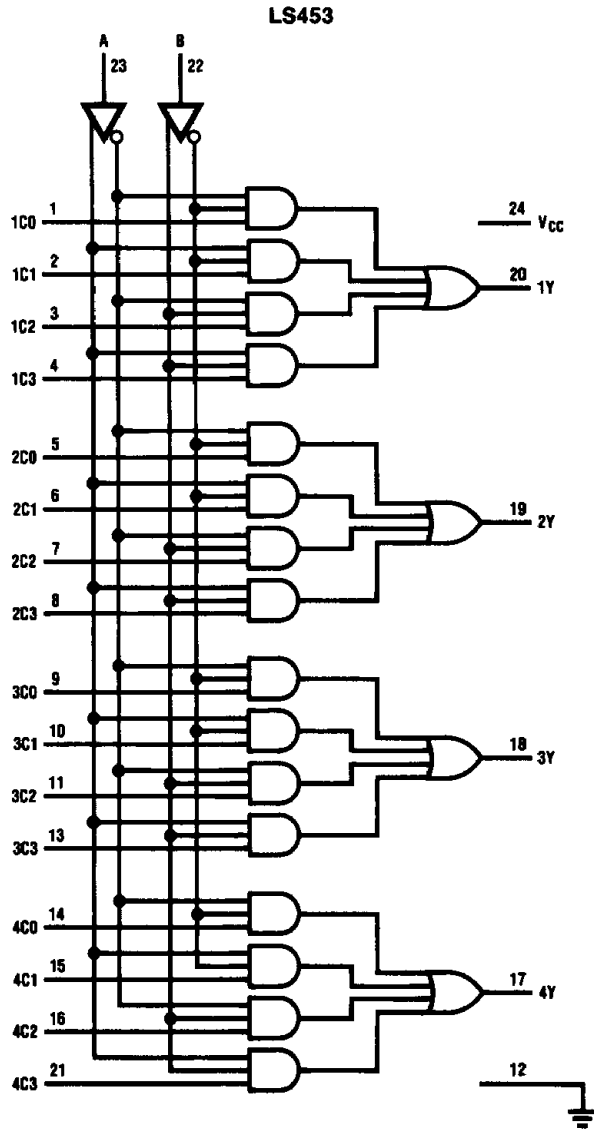 LS453
A B
23 22
1C0 1
1C1 2
1C2 3
1C3 4
24 VCC
20 1Y
2C0 5
2C1 6
2C2 7
2C3 8
19 2Y
3C0 9
3C1 10
3C2 11
3C3 13
18 3Y
4C0 14
4C1 15
4C2 16
4C3 21
17 4Y
12